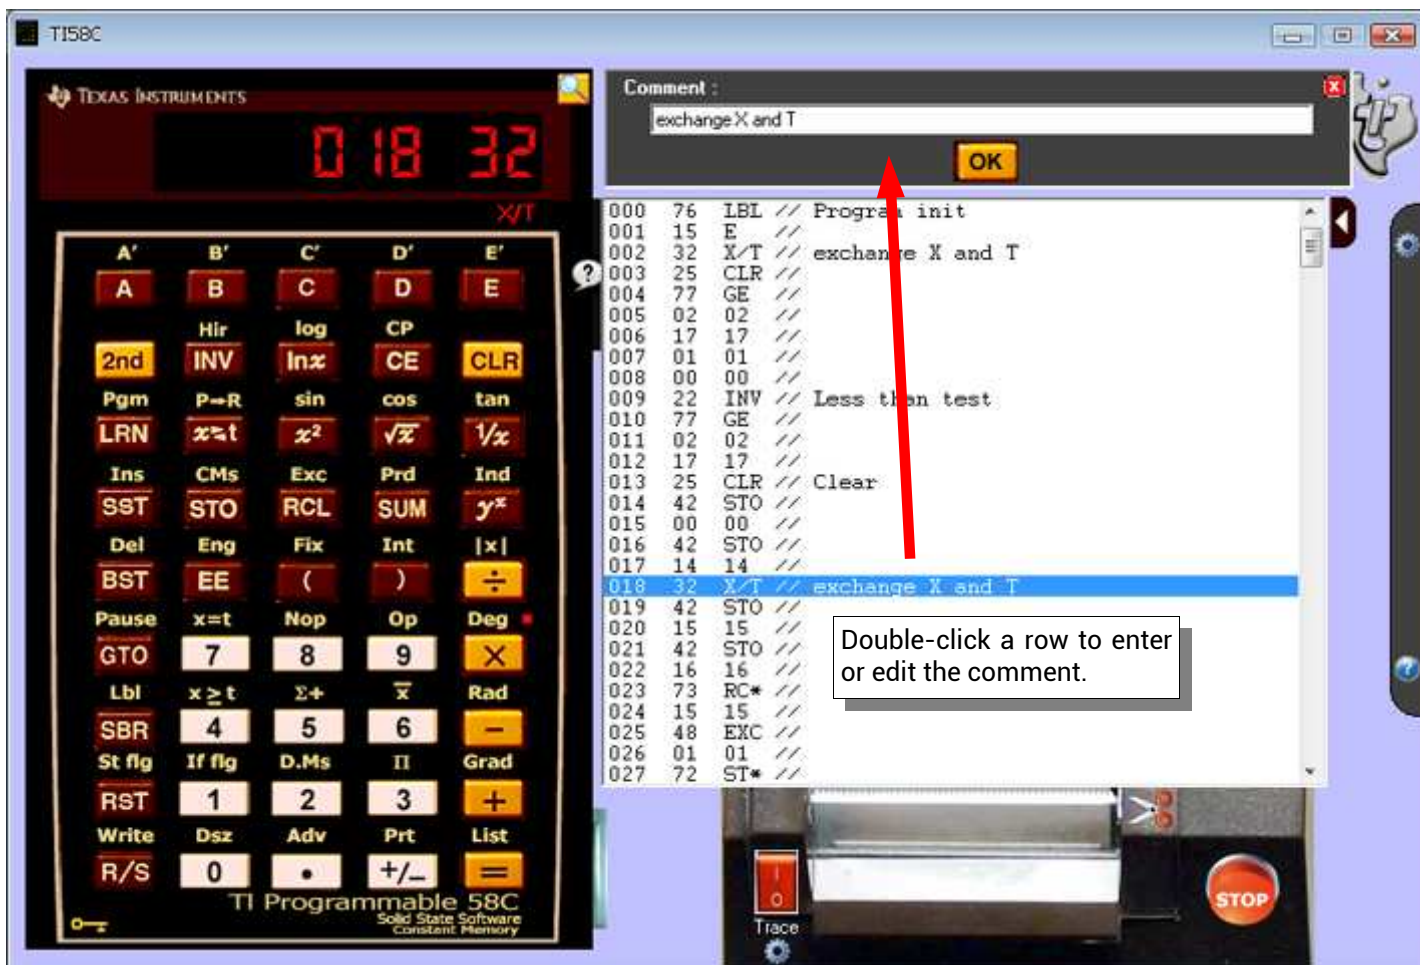 TI58C
TEXAS INSTRUMENTS
018 32
X/T
A' B' C' D' E'
A B C D E
Hir log CP
2nd INV lnx CE CLR
Pgm P→R sin cos tan
LRN x⇄t x² √x 1/x
Ins CMs Exc Prd Ind
SST STO RCL SUM yˣ
Del Eng Fix Int |x|
BST EE ( ) ÷
Pause x=t Nop Op Deg
GTO 7 8 9 ×
Lbl x≥t Σ+ x̅ Rad
SBR 4 5 6 −
St flg If flg D.Ms Π Grad
RST 1 2 3 +
Write Dsz Adv Prt List
R/S 0 • +/− =
TI Programmable 58C
Solid State Software
Constant Memory
Comment :
exchange X and T
OK
000 76 LBL // Program init
001 15 E //
002 32 X/T // exchange X and T
003 25 CLR //
004 77 GE //
005 02 02 //
006 17 17 //
007 01 01 //
008 00 00 //
009 22 INV // Less than test
010 77 GE //
011 02 02 //
012 17 17 //
013 25 CLR // Clear
014 42 STO //
015 00 00 //
016 42 STO //
017 14 14 //
018 32 X/T // exchange X and T
019 42 STO //
020 15 15 //
021 42 STO //
022 16 16 //
023 73 RC* //
024 15 15 //
025 48 EXC //
026 01 01 //
027 72 ST* //
Double-click a row to enter
or edit the comment.
I
O
Trace
STOP